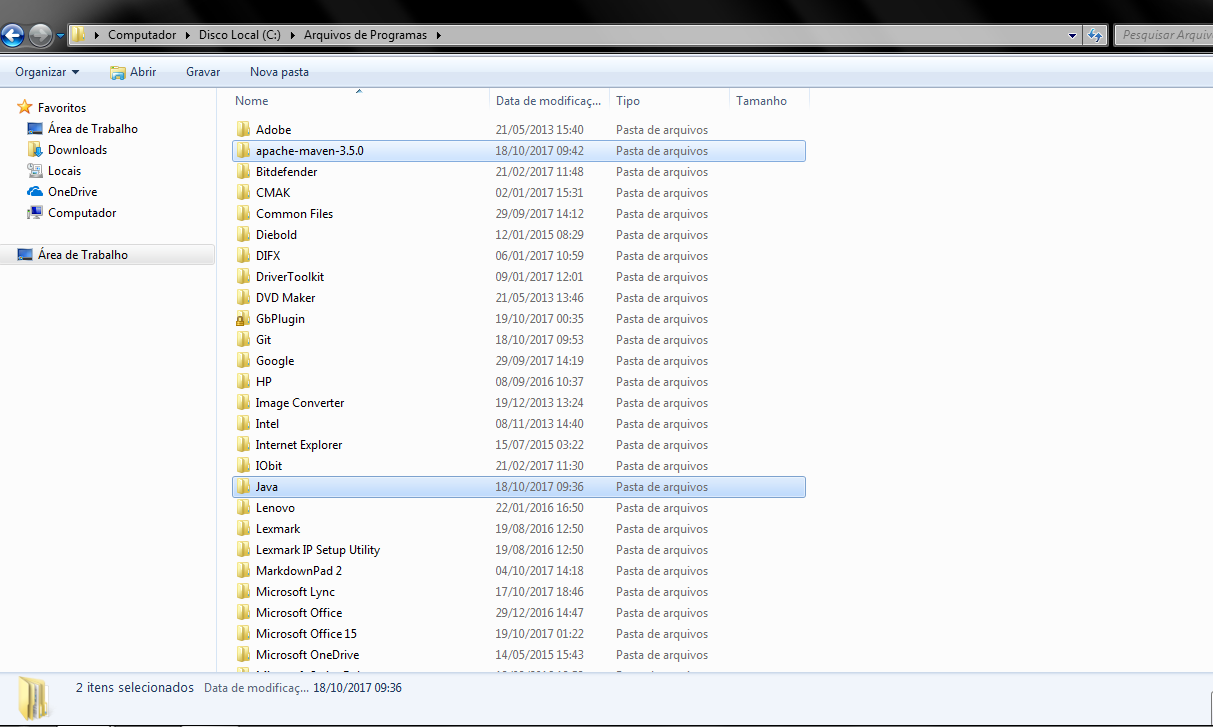 Computador Disco Local (C:) Arquivos de Programas Pesquisar Arquiv
Organizar Abrir Gravar Nova pasta
Favoritos
Área de Trabalho
Downloads
Locais
OneDrive
Computador
Área de Trabalho
Nome Data de modificaç... Tipo Tamanho
Adobe 21/05/2013 15:40 Pasta de arquivos
apache-maven-3.5.0 18/10/2017 09:42 Pasta de arquivos
Bitdefender 21/02/2017 11:48 Pasta de arquivos
CMAK 02/01/2017 15:31 Pasta de arquivos
Common Files 29/09/2017 14:12 Pasta de arquivos
Diebold 12/01/2015 08:29 Pasta de arquivos
DIFX 06/01/2017 10:59 Pasta de arquivos
DriverToolkit 09/01/2017 12:01 Pasta de arquivos
DVD Maker 21/05/2013 13:46 Pasta de arquivos
GbPlugin 19/10/2017 00:35 Pasta de arquivos
Git 18/10/2017 09:53 Pasta de arquivos
Google 29/09/2017 14:19 Pasta de arquivos
HP 08/09/2016 10:37 Pasta de arquivos
Image Converter 19/12/2013 13:24 Pasta de arquivos
Intel 08/11/2013 14:40 Pasta de arquivos
Internet Explorer 15/07/2015 03:22 Pasta de arquivos
IObit 21/02/2017 11:30 Pasta de arquivos
Java 18/10/2017 09:36 Pasta de arquivos
Lenovo 22/01/2016 16:50 Pasta de arquivos
Lexmark 19/08/2016 12:50 Pasta de arquivos
Lexmark IP Setup Utility 19/08/2016 12:50 Pasta de arquivos
MarkdownPad 2 04/10/2017 14:18 Pasta de arquivos
Microsoft Lync 17/10/2017 18:46 Pasta de arquivos
Microsoft Office 29/12/2016 14:47 Pasta de arquivos
Microsoft Office 15 19/10/2017 01:22 Pasta de arquivos
Microsoft OneDrive 14/05/2015 15:43 Pasta de arquivos
2 itens selecionados Data de modificaç... 18/10/2017 09:36